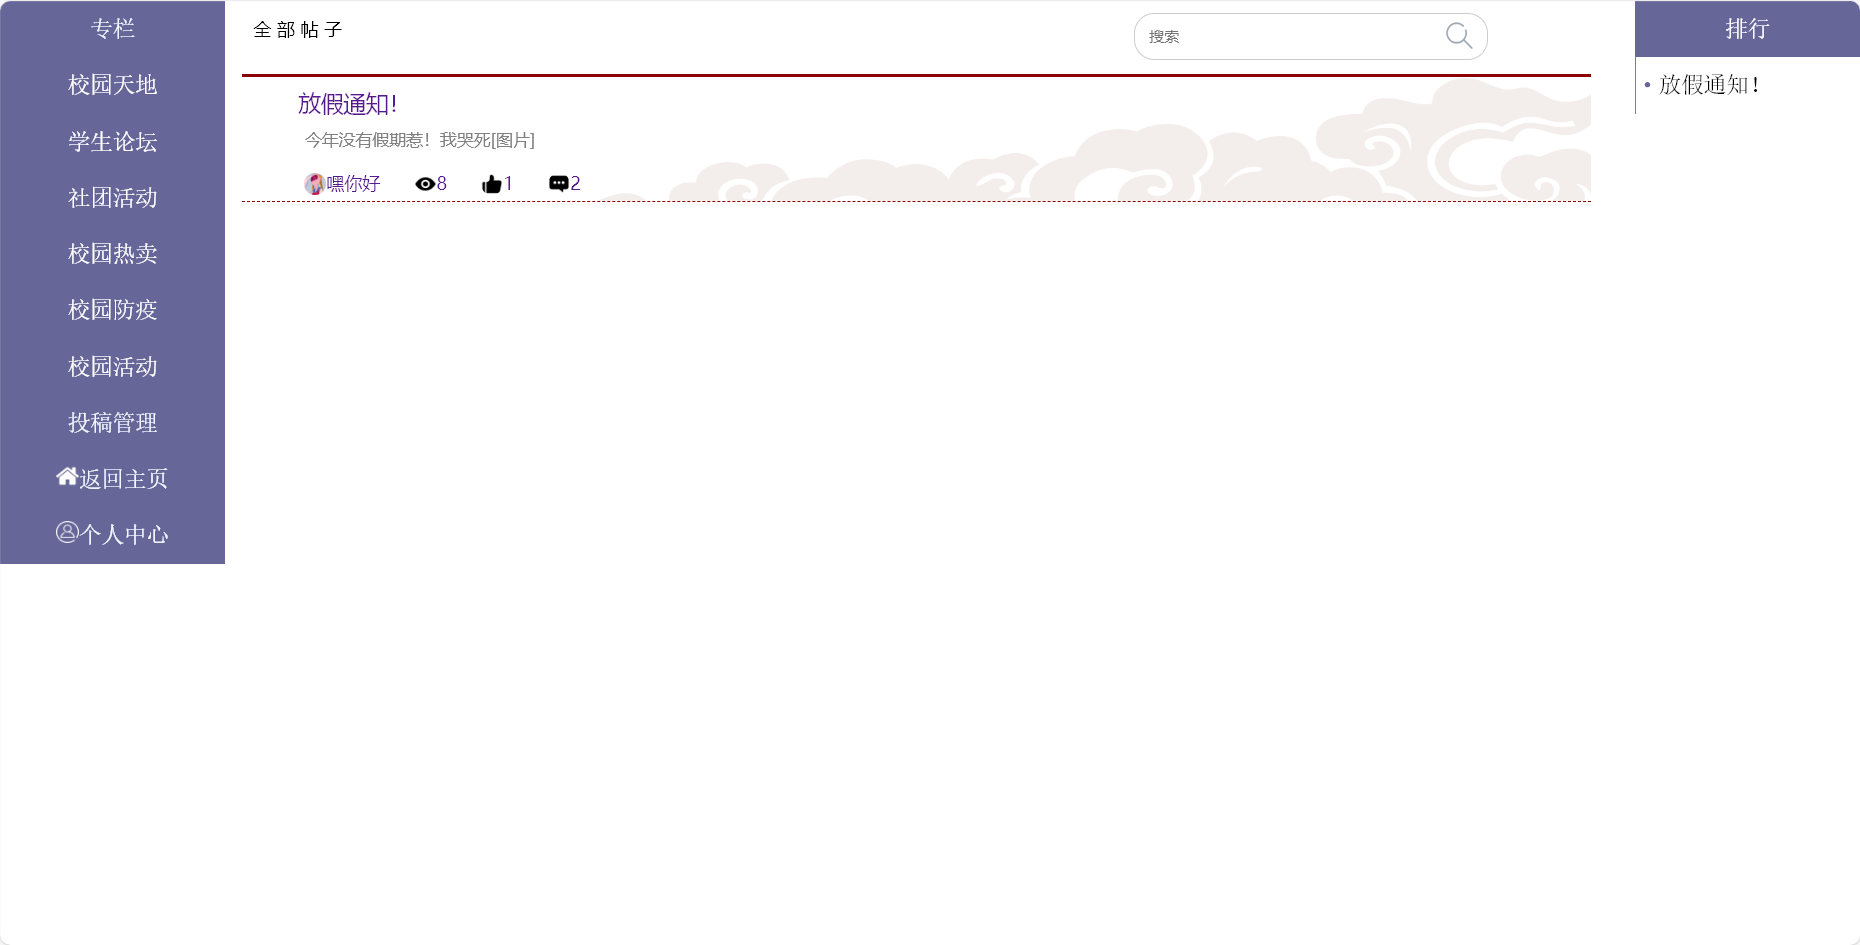 专栏
校园天地
学生论坛
社团活动
校园热卖
校园防疫
校园活动
投稿管理
返回主页
个人中心
全部帖子
搜索
放假通知！
今年没有假期惹！我哭死[图片]
嘿你好 8 1 2
排行
放假通知！